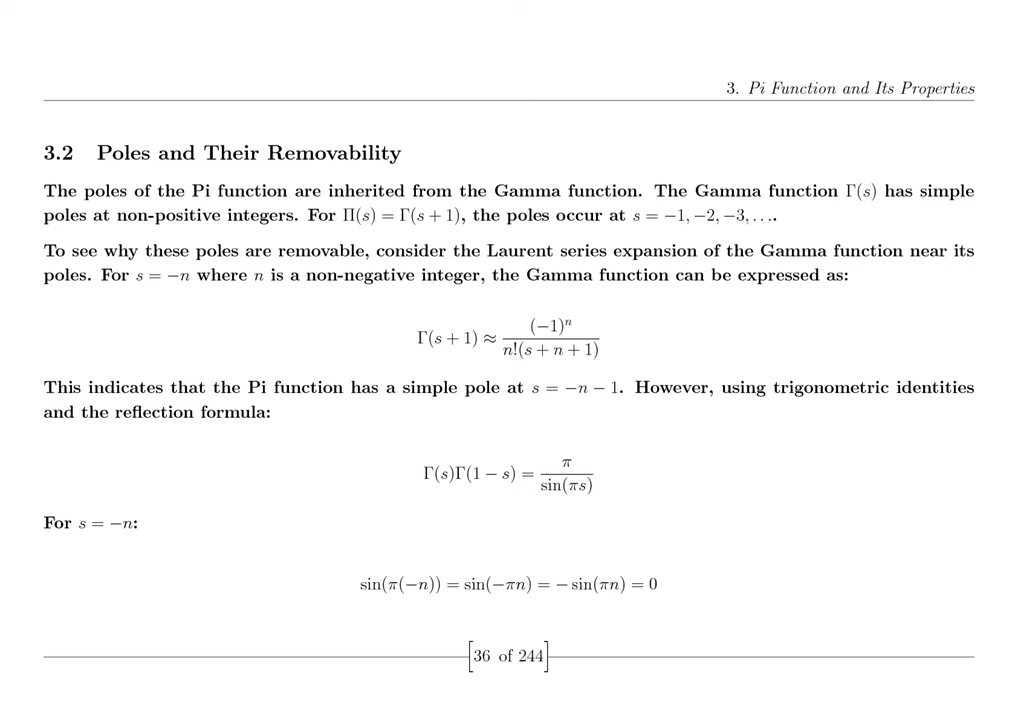 3. Pi Function and Its Properties
3.2 Poles and Their Removability
The poles of the Pi function are inherited from the Gamma function. The Gamma function Γ(s) has simple
poles at non-positive integers. For Π(s) = Γ(s + 1), the poles occur at s = −1, −2, −3, . . ..
To see why these poles are removable, consider the Laurent series expansion of the Gamma function near its
poles. For s = −n where n is a non-negative integer, the Gamma function can be expressed as:
Γ(s + 1) ≈ (−1)ⁿ / n!(s + n + 1)
This indicates that the Pi function has a simple pole at s = −n − 1. However, using trigonometric identities
and the reflection formula:
Γ(s)Γ(1 − s) = π / sin(πs)
For s = −n:
sin(π(−n)) = sin(−πn) = − sin(πn) = 0
[36 of 244]